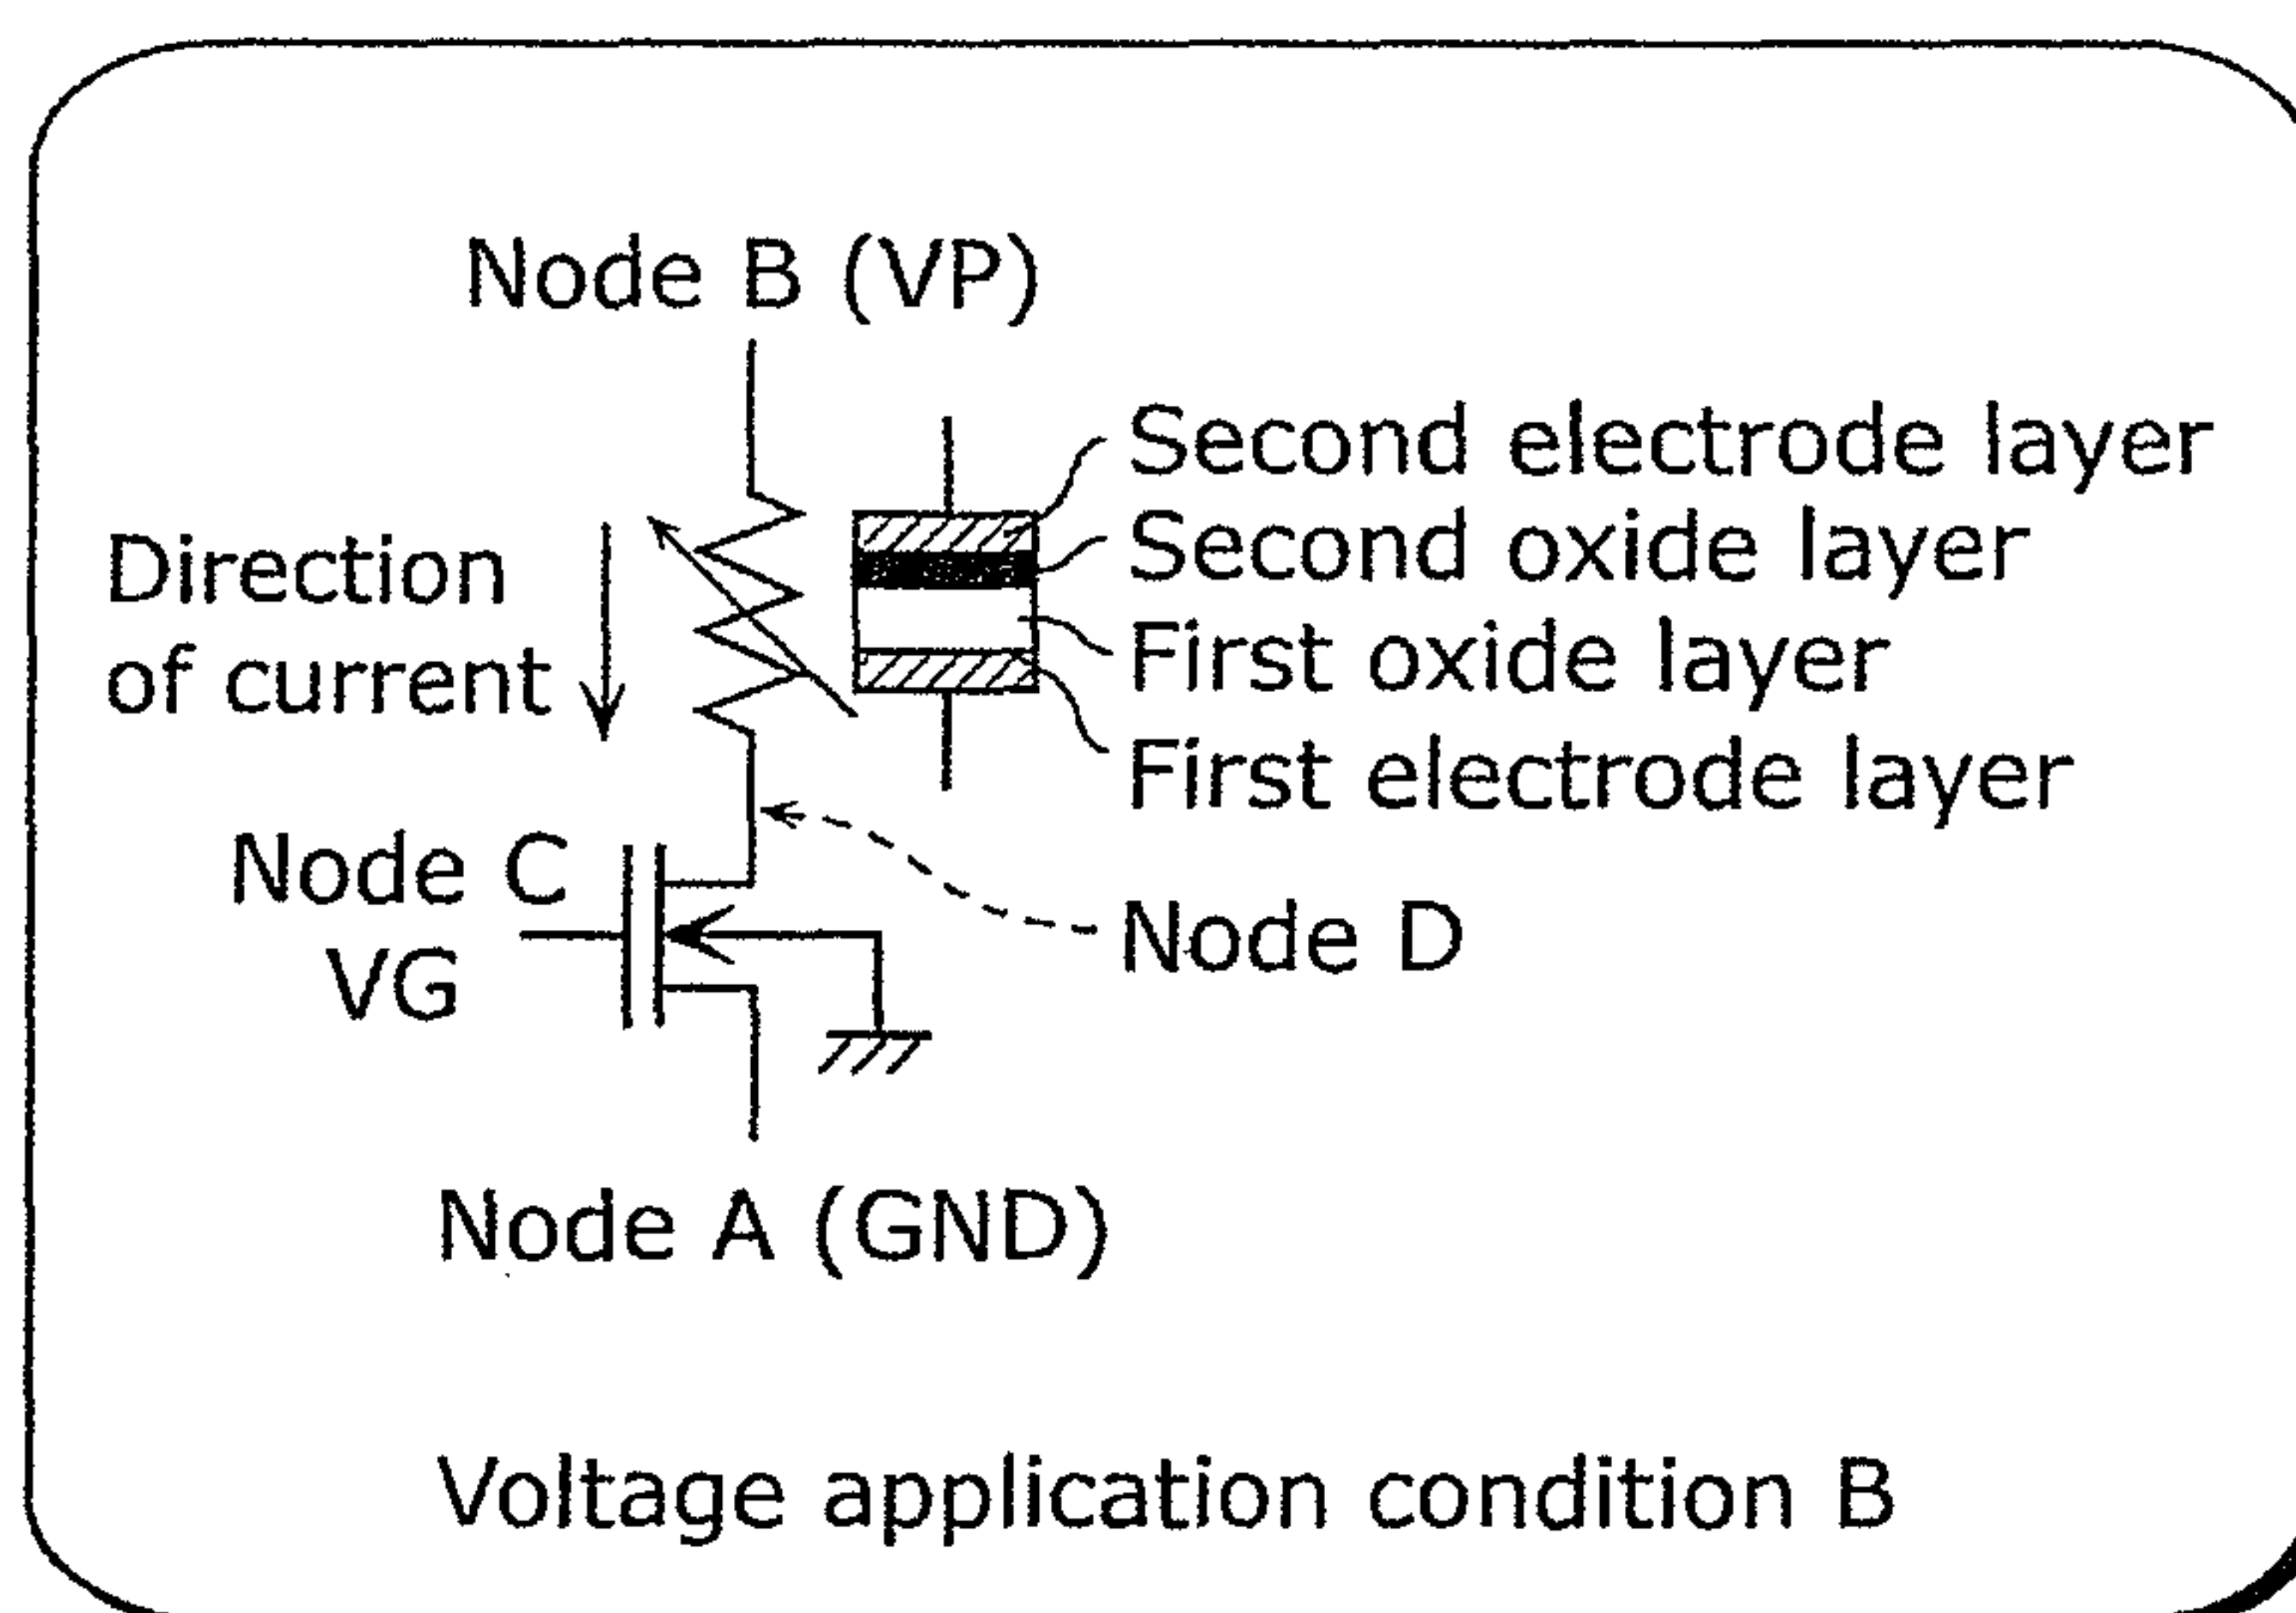 Node B (VP)
Second electrode layer
Second oxide layer
First oxide layer
First electrode layer
Direction
of current
Node C
VG
Node D
Node A (GND)
Voltage application condition B